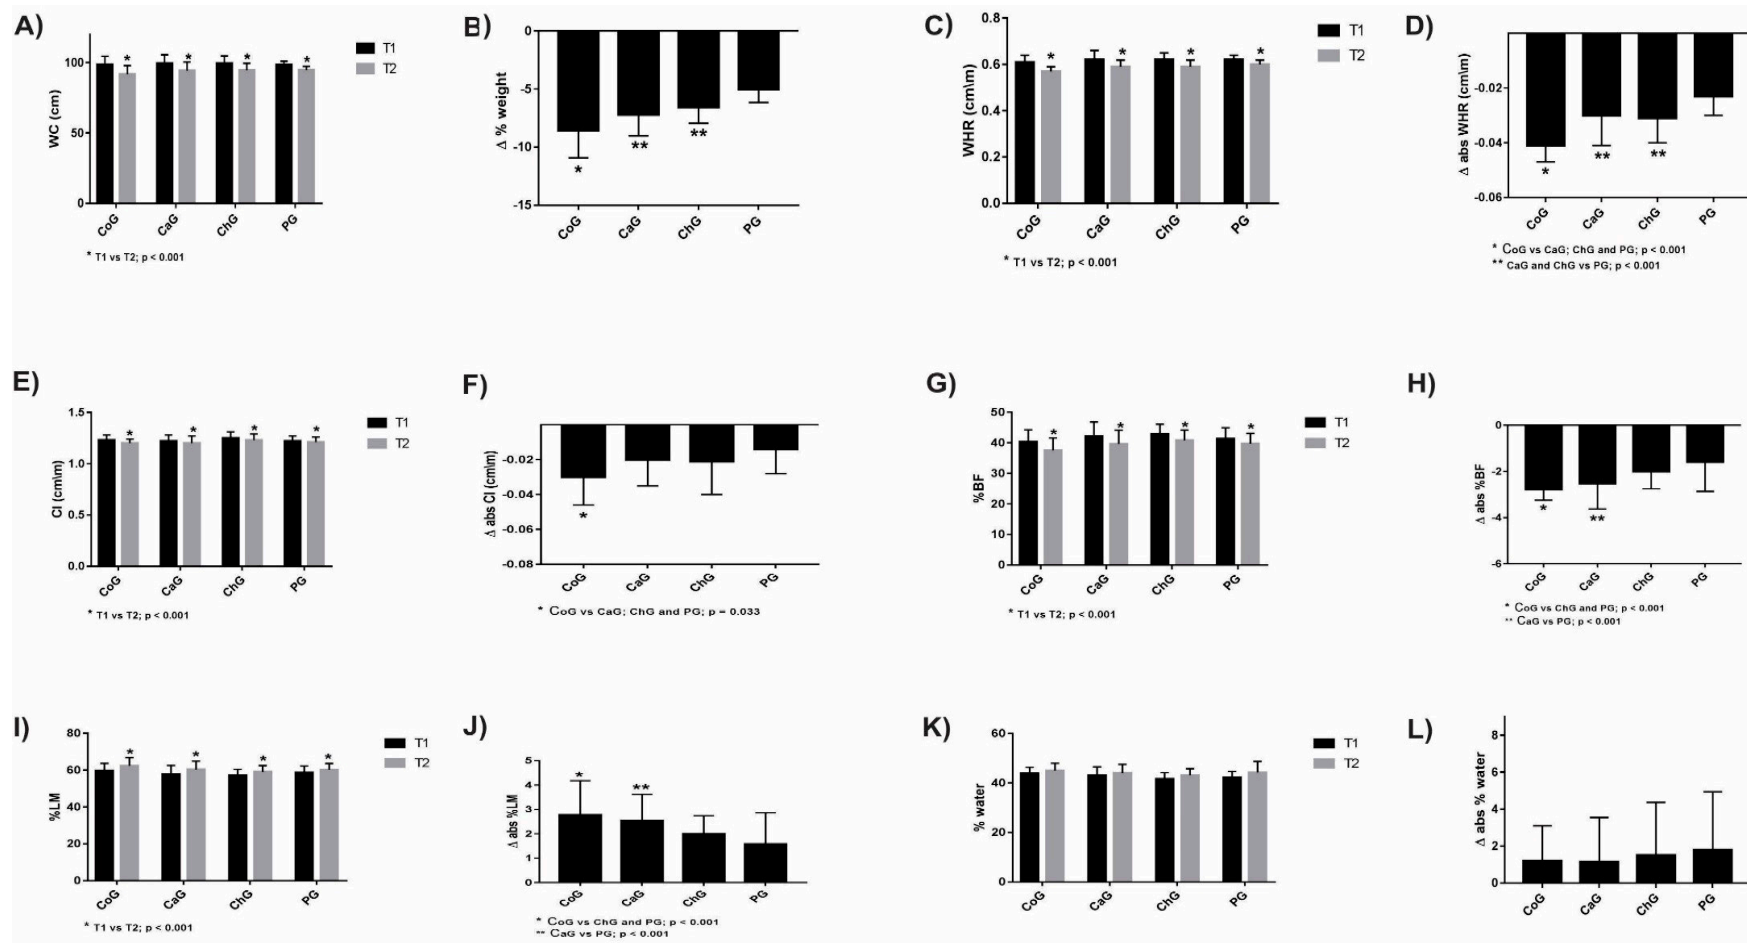 A)
WC (cm)
100
50
0
* * * *
CoG CaG ChG PG
T1
T2
* T1 vs T2; p < 0.001
B)
Δ % weight
0
-5
-10
-15
* ** **
CoG CaG ChG PG
C)
WHR (cm\m)
0.8
0.6
0.4
0.2
0.0
* * * *
CoG CaG ChG PG
T1
T2
* T1 vs T2; p < 0.001
D)
Δ abs WHR (cm\m)
-0.02
-0.04
-0.06
* ** **
CoG CaG ChG PG
* CoG vs CaG; ChG and PG; p < 0.001
** CaG and ChG vs PG; p < 0.001
E)
CI (cm\m)
1.5
1.0
0.5
0.0
* * * *
CoG CaG ChG PG
T1
T2
* T1 vs T2; p < 0.001
F)
Δ abs CI (cm\m)
-0.02
-0.04
-0.06
-0.08
*
CoG CaG ChG PG
* CoG vs CaG; ChG and PG; p = 0.033
G)
%BF
50
40
30
20
10
0
* * * *
CoG CaG ChG PG
T1
T2
* T1 vs T2; p < 0.001
H)
Δ abs %BF
0
-2
-4
-6
* **
CoG CaG ChG PG
* CoG vs ChG and PG; p < 0.001
** CaG vs PG; p < 0.001
I)
%LM
80
60
40
20
0
* * * *
CoG CaG ChG PG
T1
T2
* T1 vs T2; p < 0.001
J)
Δ abs %LM
5
4
3
2
1
0
* **
CoG CaG ChG PG
* CoG vs ChG and PG; p < 0.001
** CaG vs PG; p < 0.001
K)
% water
60
40
20
0
CoG CaG ChG PG
T1
T2
L)
Δ abs % water
8
6
4
2
0
CoG CaG ChG PG